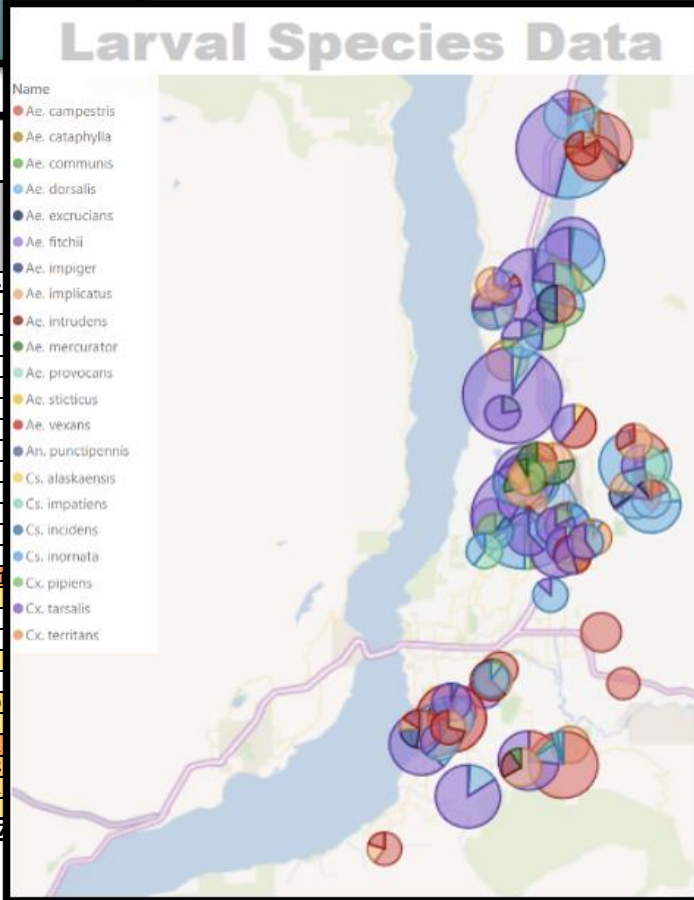 Larval Species Data
Name
Ae. campestris
Ae. cataphylla
Ae. communis
Ae. dorsalis
Ae. excrucians
Ae. fitchii
Ae. impiger
Ae. implicatus
Ae. intrudens
Ae. mercurator
Ae. provocans
Ae. sticticus
Ae. vexans
An. punctipennis
Cs. alaskaensis
Cs. impatiens
Cs. incidens
Cs. inornata
Cx. pipiens
Cx. tarsalis
Cx. territans